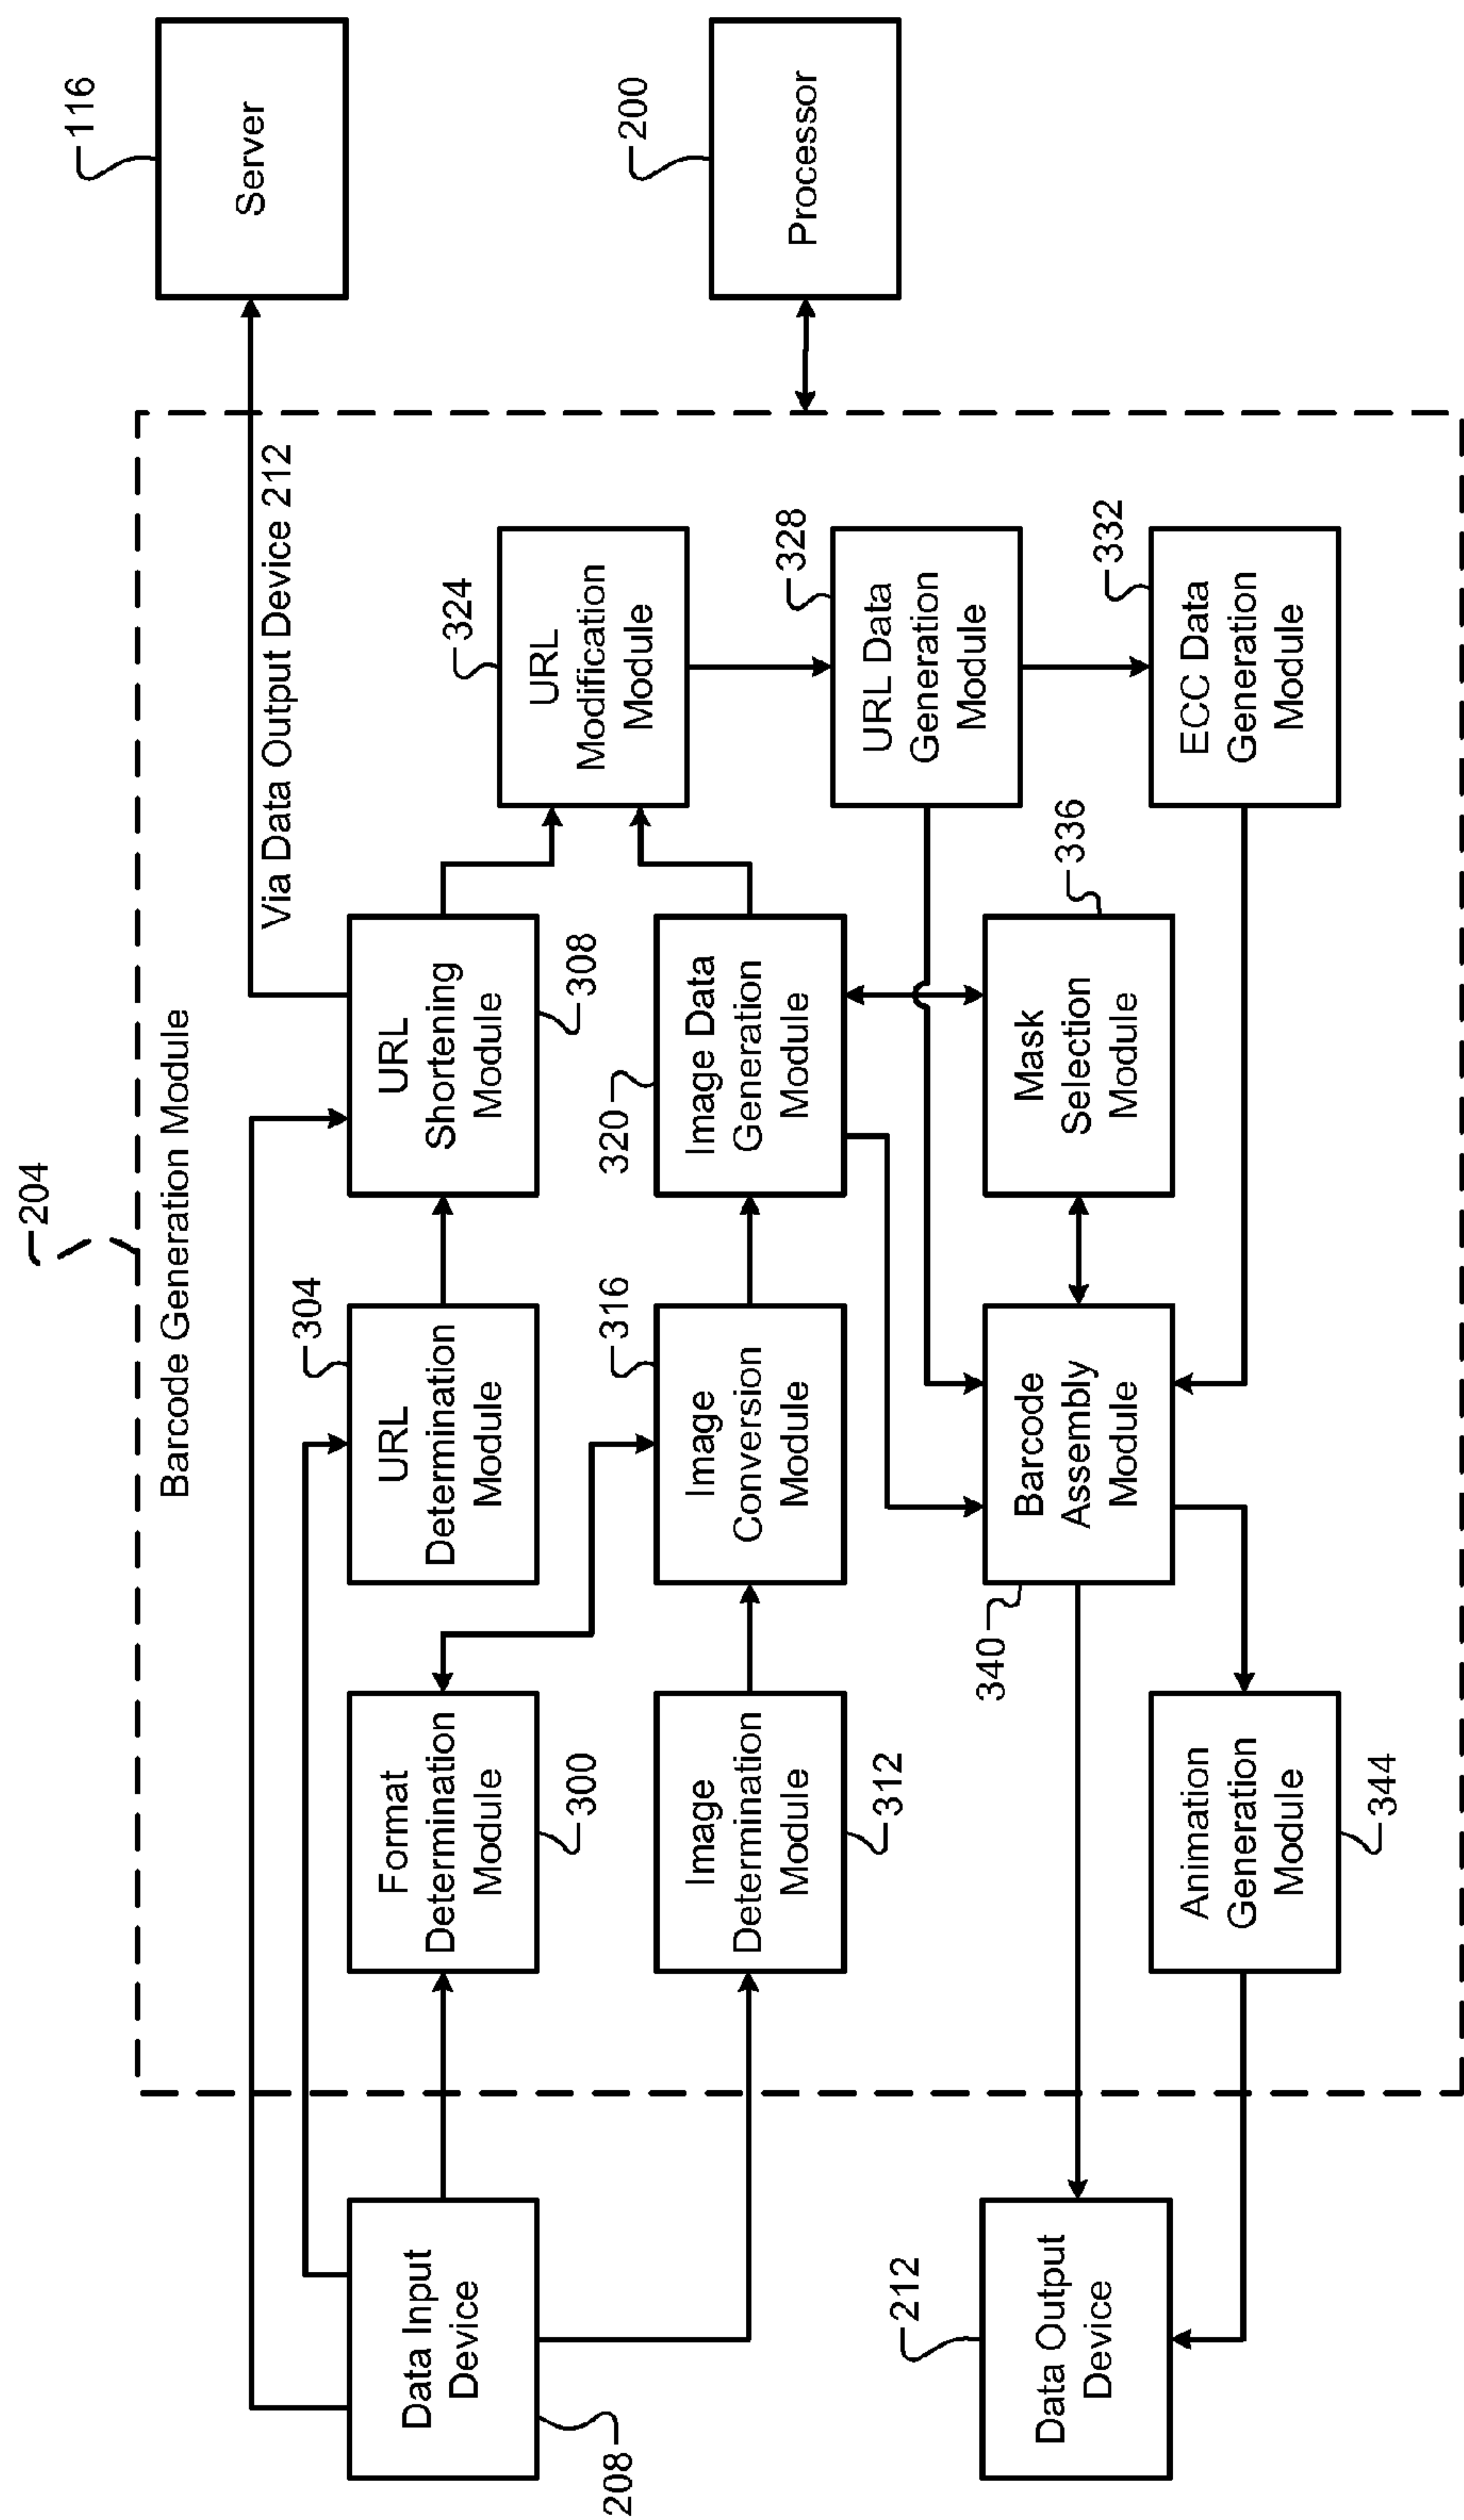 204
Barcode Generation Module
Via Data Output Device 212
116
Server
200
Processor
Data Input
Device
208
Format
Determination
Module
300
URL
Determination
Module
304
URL
Shortening
Module
308
URL
Modification
Module
324
Image
Determination
Module
312
Image
Conversion
Module
316
Image Data
Generation
Module
320
URL Data
Generation
Module
328
Data Output
Device
212
Barcode
Assembly
Module
340
Mask
Selection
Module
336
ECC Data
Generation
Module
332
Animation
Generation
Module
344